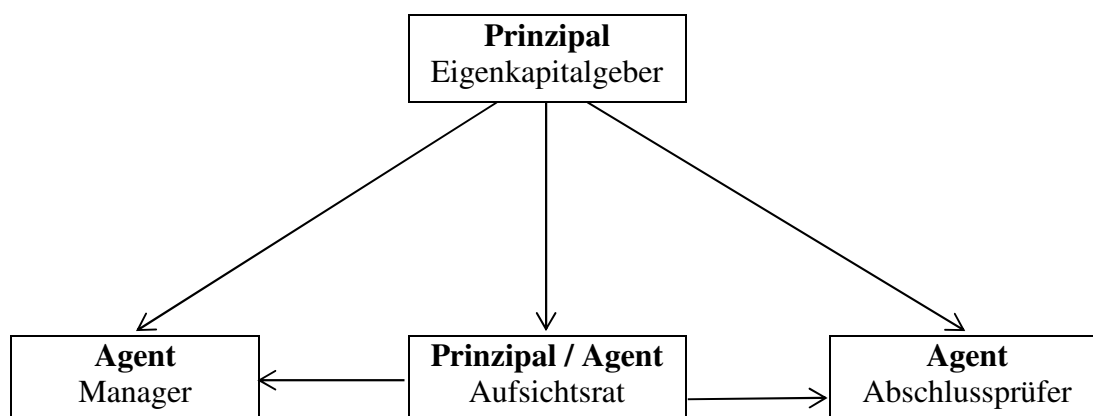 Prinzipal
Eigenkapitalgeber
Agent
Manager
Prinzipal / Agent
Aufsichtsrat
Agent
Abschlussprüfer